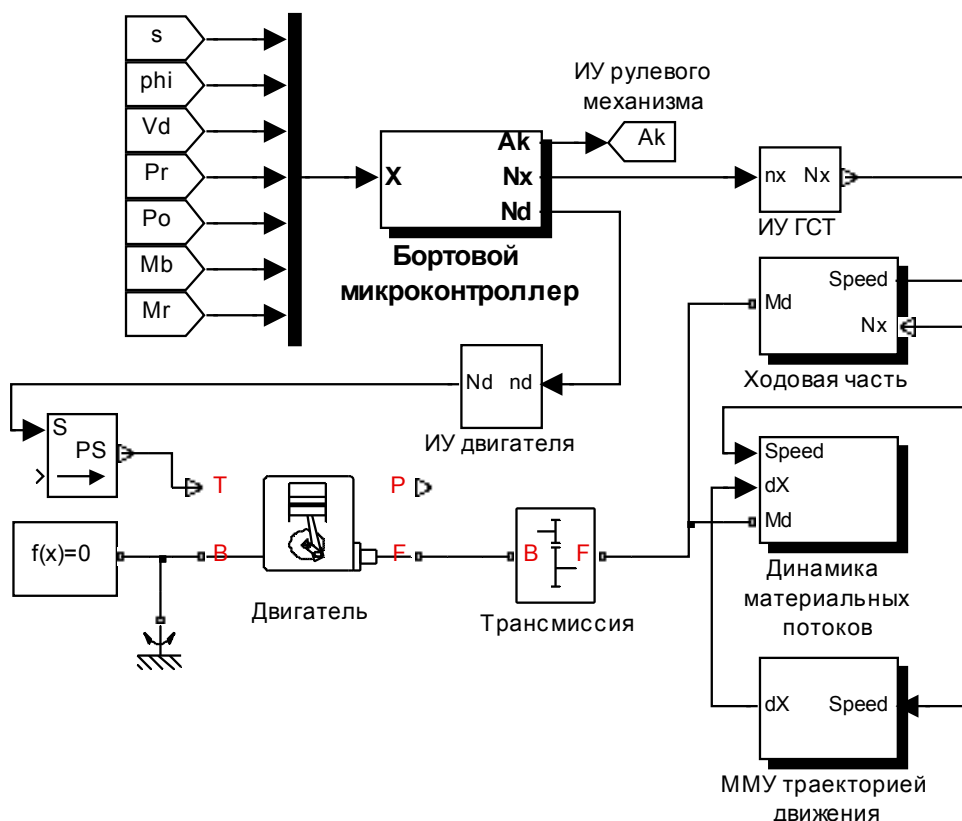 s
phi
Vd
Pr
Po
Mb
Mr
X
Ak
Nx
Nd
Бортовой
микроконтроллер
ИУ рулевого
механизма
Ak
nx Nx
ИУ ГСТ
Speed
Md
Nx
Ходовая часть
Nd nd
ИУ двигателя
S
PS
T
P
f(x)=0
B
F
Двигатель
B F
Трансмиссия
Speed
dX
Md
Динамика
материальных
потоков
dX Speed
ММУ траекторией
движения